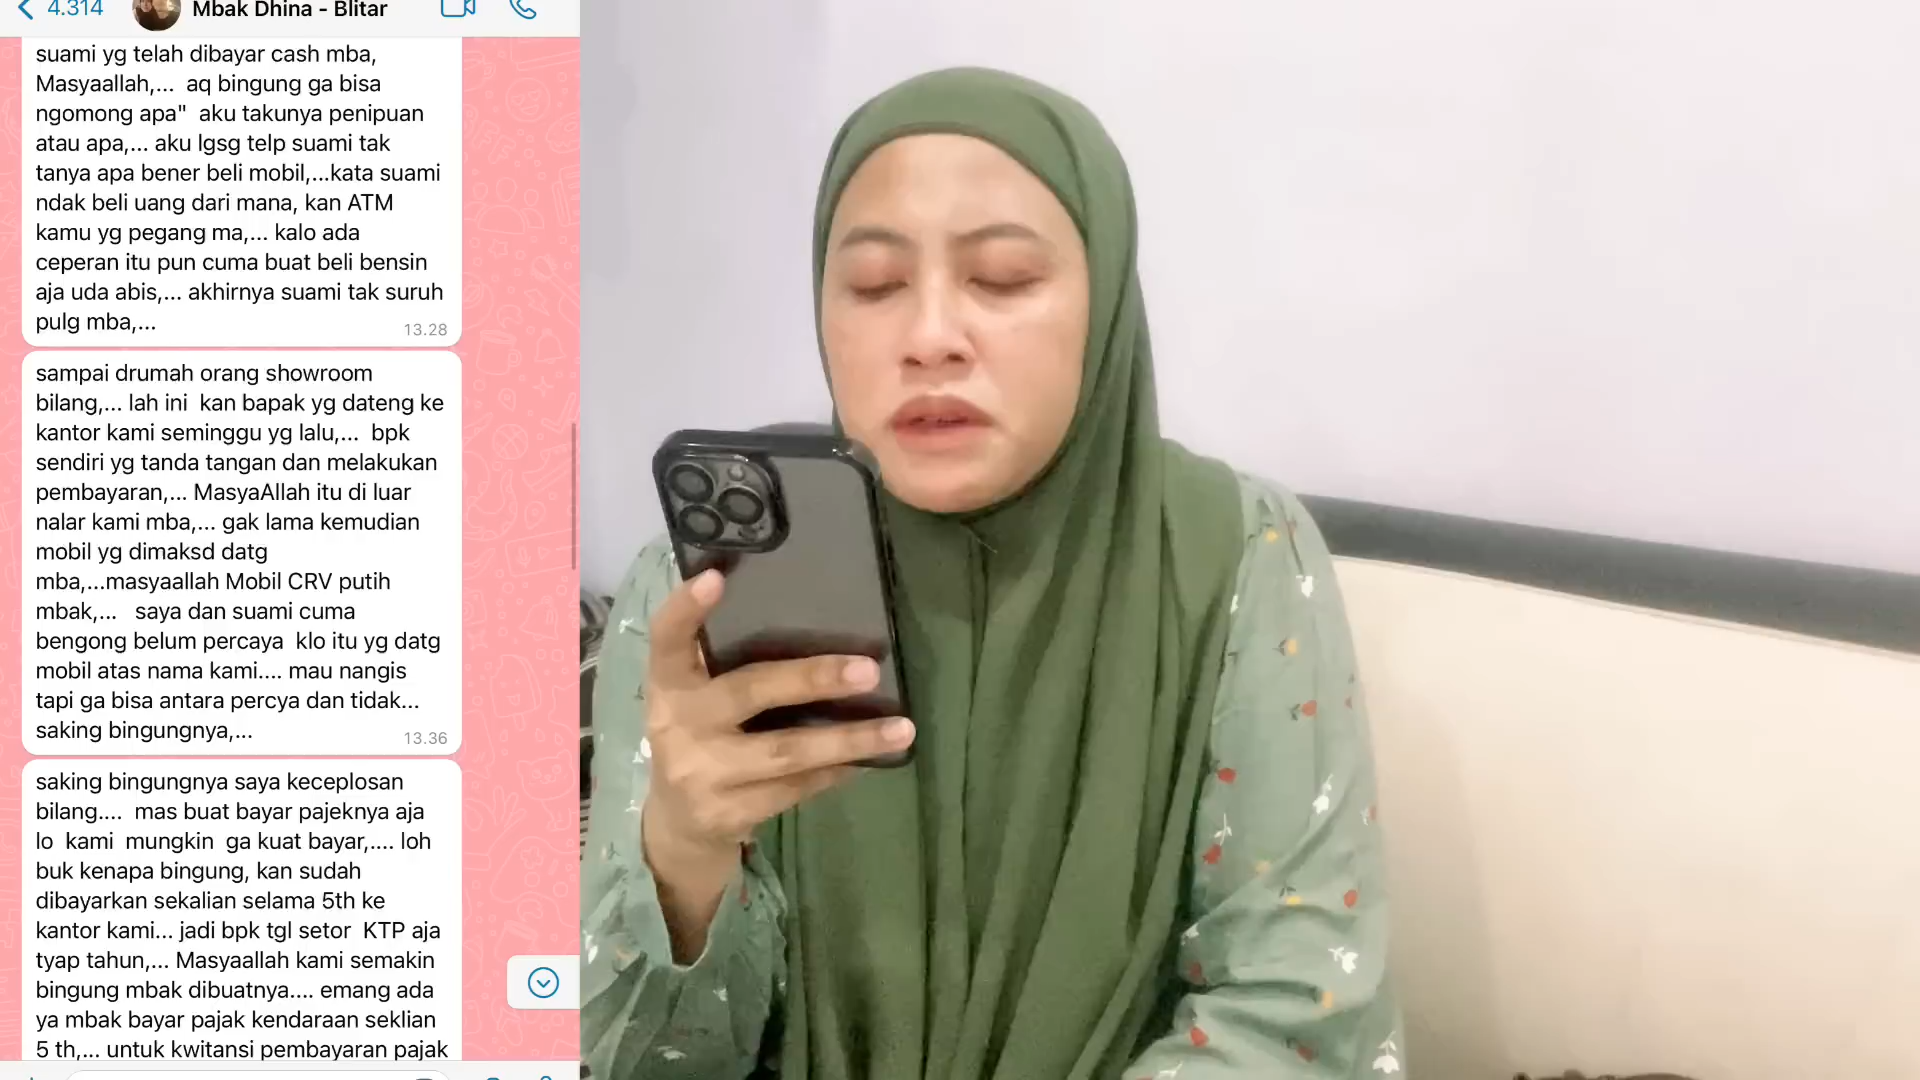 4.314
Mbak Dhina - Blitar
suami yg telah dibayar cash mba,
Masyaallah,... aq bingung ga bisa
ngomong apa" aku takunya penipuan
atau apa,... aku lgsg telp suami tak
tanya apa bener beli mobil,...kata suami
ndak beli uang dari mana, kan ATM
kamu yg pegang ma,... kalo ada
ceperan itu pun cuma buat beli bensin
aja uda abis,... akhirnya suami tak suruh
pulg mba,...
13.28
sampai drumah orang showroom
bilang,... lah ini kan bapak yg dateng ke
kantor kami seminggu yg lalu,... bpk
sendiri yg tanda tangan dan melakukan
pembayaran,... MasyaAllah itu di luar
nalar kami mba,... gak lama kemudian
mobil yg dimaksd datg
mba,...masyaallah Mobil CRV putih
mbak,... saya dan suami cuma
bengong belum percaya klo itu yg datg
mobil atas nama kami.... mau nangis
tapi ga bisa antara percya dan tidak...
saking bingungnya,...
13.36
saking bingungnya saya keceplosan
bilang.... mas buat bayar pajeknya aja
lo kami mungkin ga kuat bayar,.... loh
buk kenapa bingung, kan sudah
dibayarkan sekalian selama 5th ke
kantor kami... jadi bpk tgl setor KTP aja
tyap tahun,... Masyaallah kami semakin
bingung mbak dibuatnya.... emang ada
ya mbak bayar pajak kendaraan seklian
5 th,... untuk kwitansi pembayaran pajak